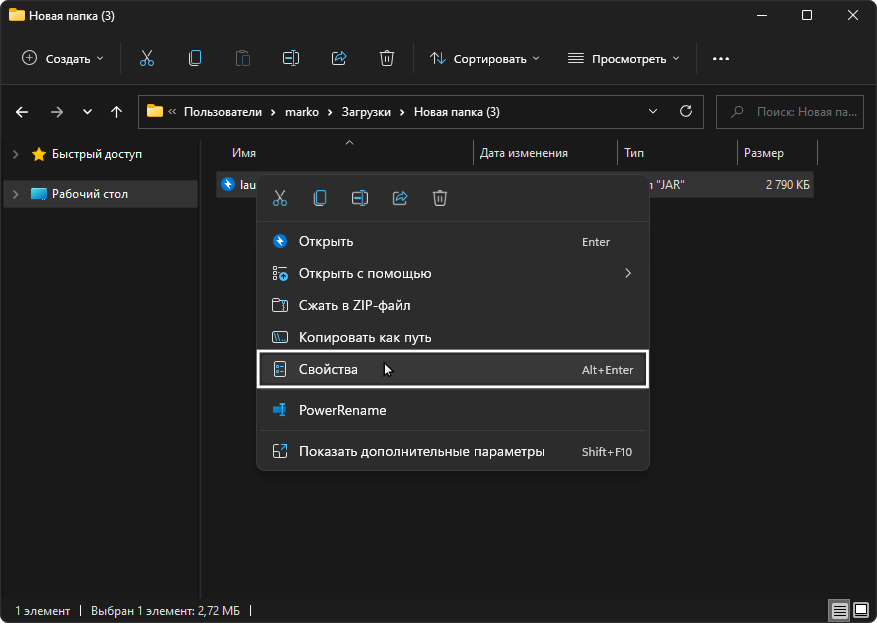 Новая папка (3)
Создать
Сортировать
Просмотреть
« Пользователи › marko › Загрузки › Новая папка (3)
Поиск: Новая па...
Быстрый доступ
Рабочий стол
Имя
Дата изменения
Тип
Размер
lau
"JAR"
2 790 КБ
Открыть Enter
Открыть с помощью
Сжать в ZIP-файл
Копировать как путь
Свойства Alt+Enter
PowerRename
Показать дополнительные параметры Shift+F10
1 элемент
Выбран 1 элемент: 2,72 МБ